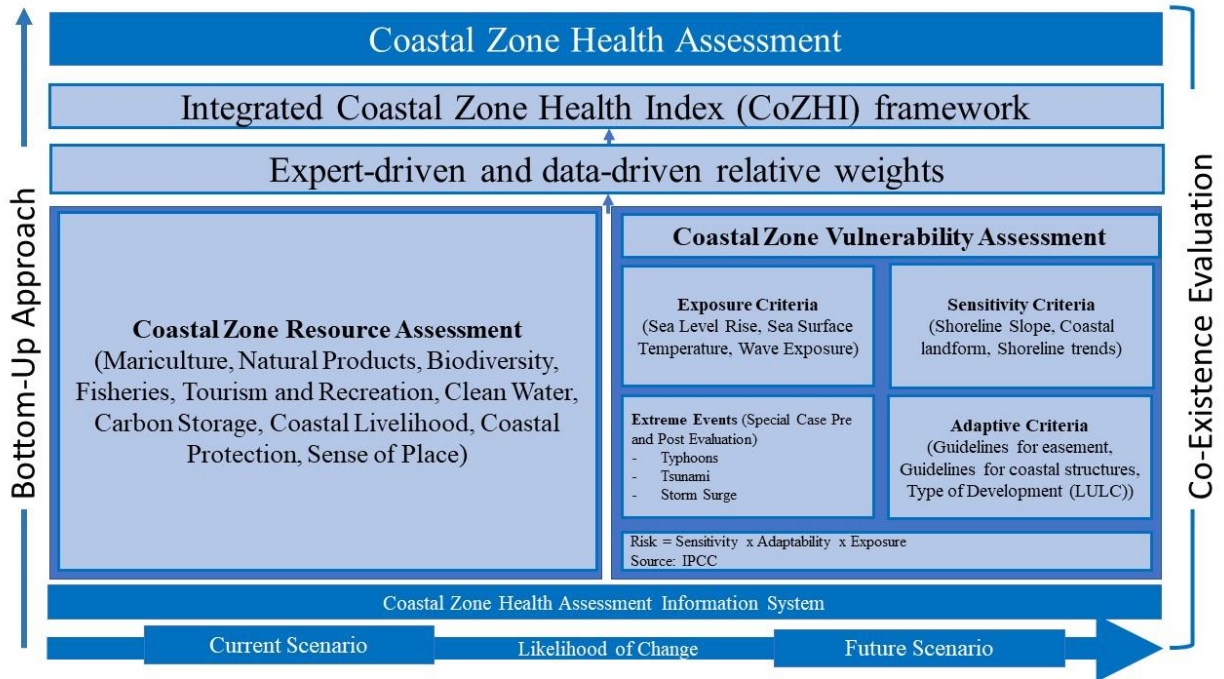 Coastal Zone Health Assessment
Integrated Coastal Zone Health Index (CoZHI) framework
Expert-driven and data-driven relative weights
Bottom-Up Approach
Coastal Zone Resource Assessment
(Mariculture, Natural Products, Biodiversity,
Fisheries, Tourism and Recreation, Clean Water,
Carbon Storage, Coastal Livelihood, Coastal
Protection, Sense of Place)
Coastal Zone Vulnerability Assessment
Exposure Criteria
(Sea Level Rise, Sea Surface
Temperature, Wave Exposure)
Sensitivity Criteria
(Shoreline Slope, Coastal
landform, Shoreline trends)
Extreme Events (Special Case Pre
and Post Evaluation)
- Typhoons
- Tsunami
- Storm Surge
Adaptive Criteria
(Guidelines for easement,
Guidelines for coastal structures,
Type of Development (LULC))
Risk = Sensitivity x Adaptability x Exposure
Source: IPCC
Co-Existence Evaluation
Coastal Zone Health Assessment Information System
Current Scenario
Likelihood of Change
Future Scenario